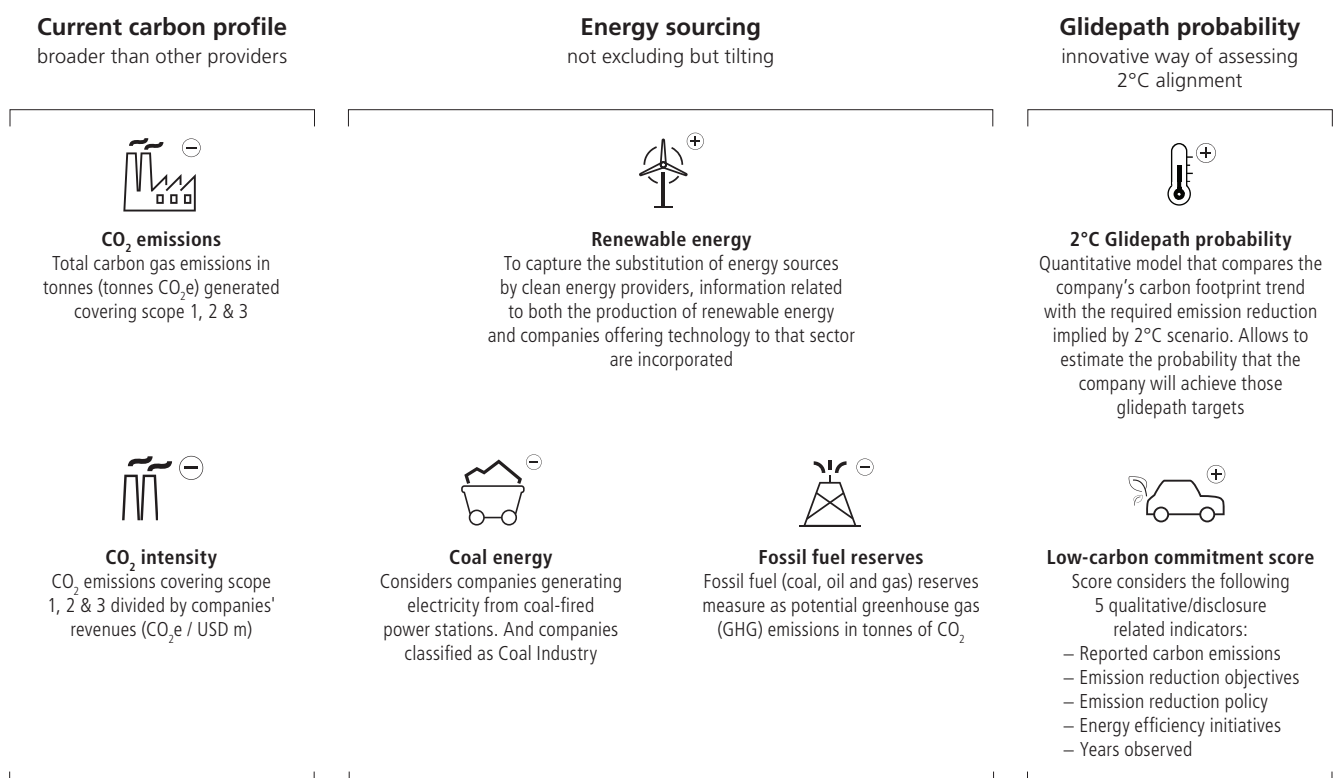 Current carbon profile
broader than other providers
Energy sourcing
not excluding but tilting
Glidepath probability
innovative way of assessing
2°C alignment
CO₂ emissions
Total carbon gas emissions in
tonnes (tonnes CO₂e) generated
covering scope 1, 2 & 3
Renewable energy
To capture the substitution of energy sources
by clean energy providers, information related
to both the production of renewable energy
and companies offering technology to that sector
are incorporated
2°C Glidepath probability
Quantitative model that compares the
company’s carbon footprint trend
with the required emission reduction
implied by 2°C scenario. Allows to
estimate the probability that the
company will achieve those
glidepath targets
CO₂ intensity
CO₂ emissions covering scope
1, 2 & 3 divided by companies'
revenues (CO₂e / USD m)
Coal energy
Considers companies generating
electricity from coal-fired
power stations. And companies
classified as Coal Industry
Fossil fuel reserves
Fossil fuel (coal, oil and gas) reserves
measure as potential greenhouse gas
(GHG) emissions in tonnes of CO₂
Low-carbon commitment score
Score considers the following
5 qualitative/disclosure
related indicators:
– Reported carbon emissions
– Emission reduction objectives
– Emission reduction policy
– Energy efficiency initiatives
– Years observed